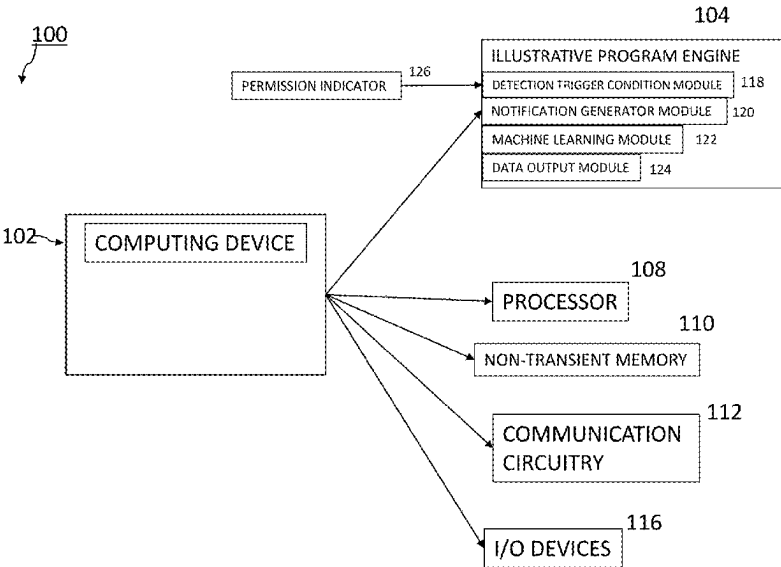 100
104
ILLUSTRATIVE PROGRAM ENGINE
PERMISSION INDICATOR
126
DETECTION TRIGGER CONDITION MODULE
118
NOTIFICATION GENERATOR MODULE
120
MACHINE LEARNING MODULE
122
DATA OUTPUT MODULE
124
102
COMPUTING DEVICE
108
PROCESSOR
110
NON-TRANSIENT MEMORY
112
COMMUNICATION
CIRCUITRY
116
I/O DEVICES